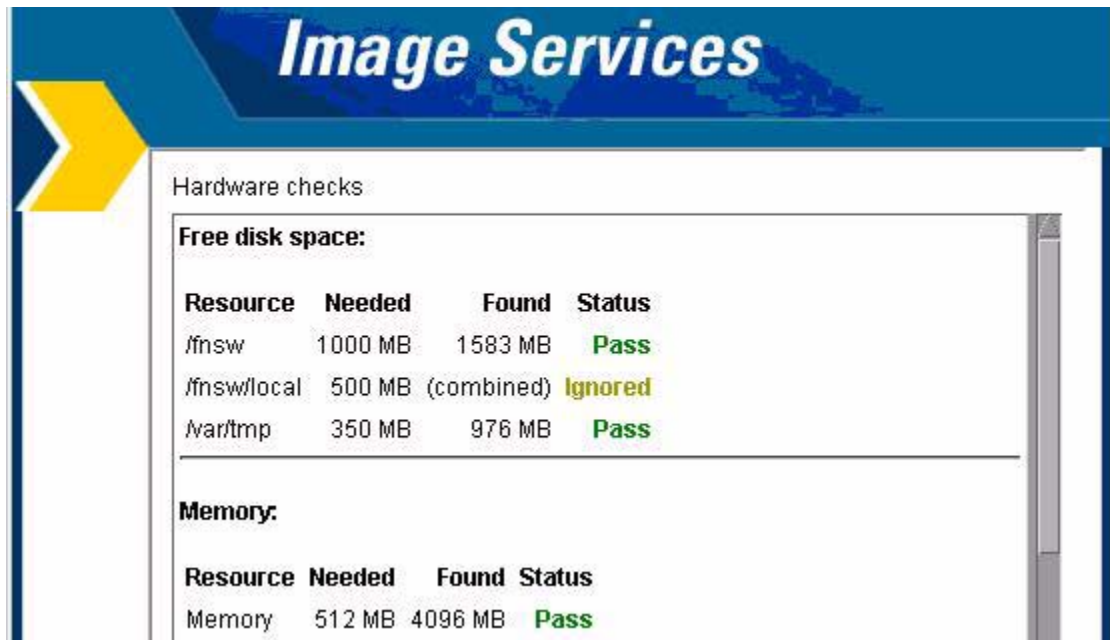 Image Services
Hardware checks
Free disk space:
Resource Needed Found Status
/fnsw 1000 MB 1583 MB Pass
/fnsw/local 500 MB (combined) Ignored
/var/tmp 350 MB 976 MB Pass
Memory:
Resource Needed Found Status
Memory 512 MB 4096 MB Pass